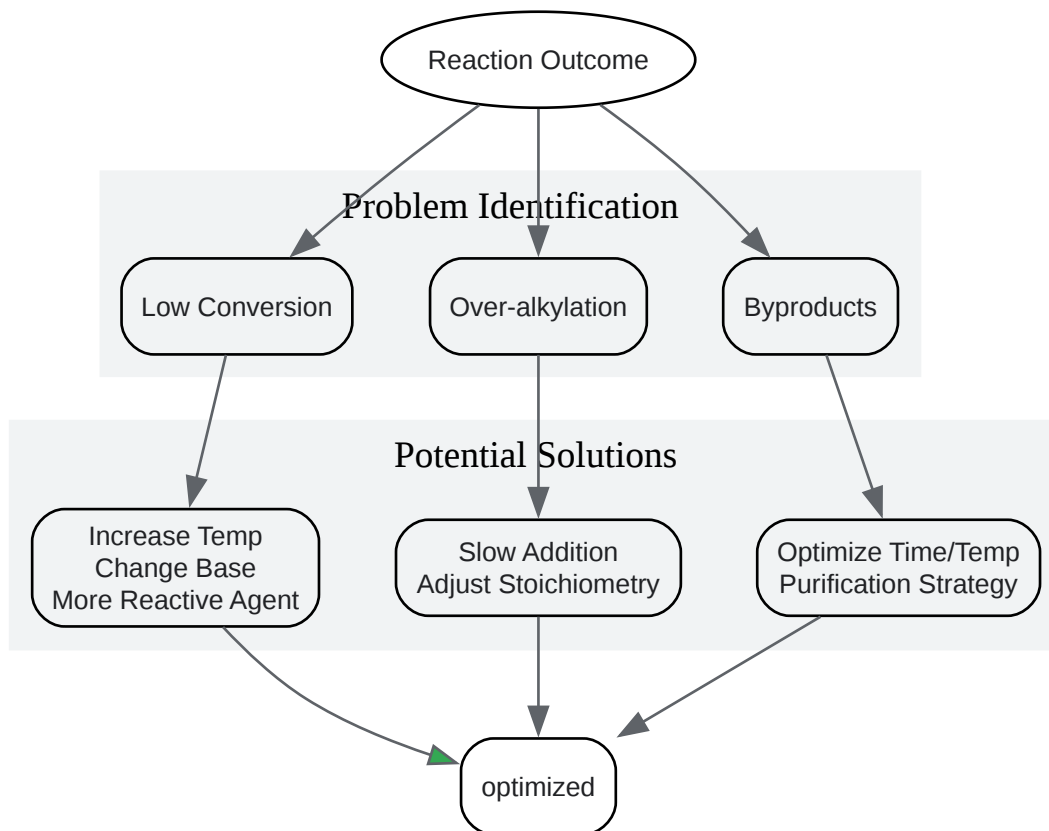 Reaction Outcome
Problem Identification
Low Conversion
Over-alkylation
Byproducts
Potential Solutions
Increase Temp
Change Base
More Reactive Agent
Slow Addition
Adjust Stoichiometry
Optimize Time/Temp
Purification Strategy
optimized